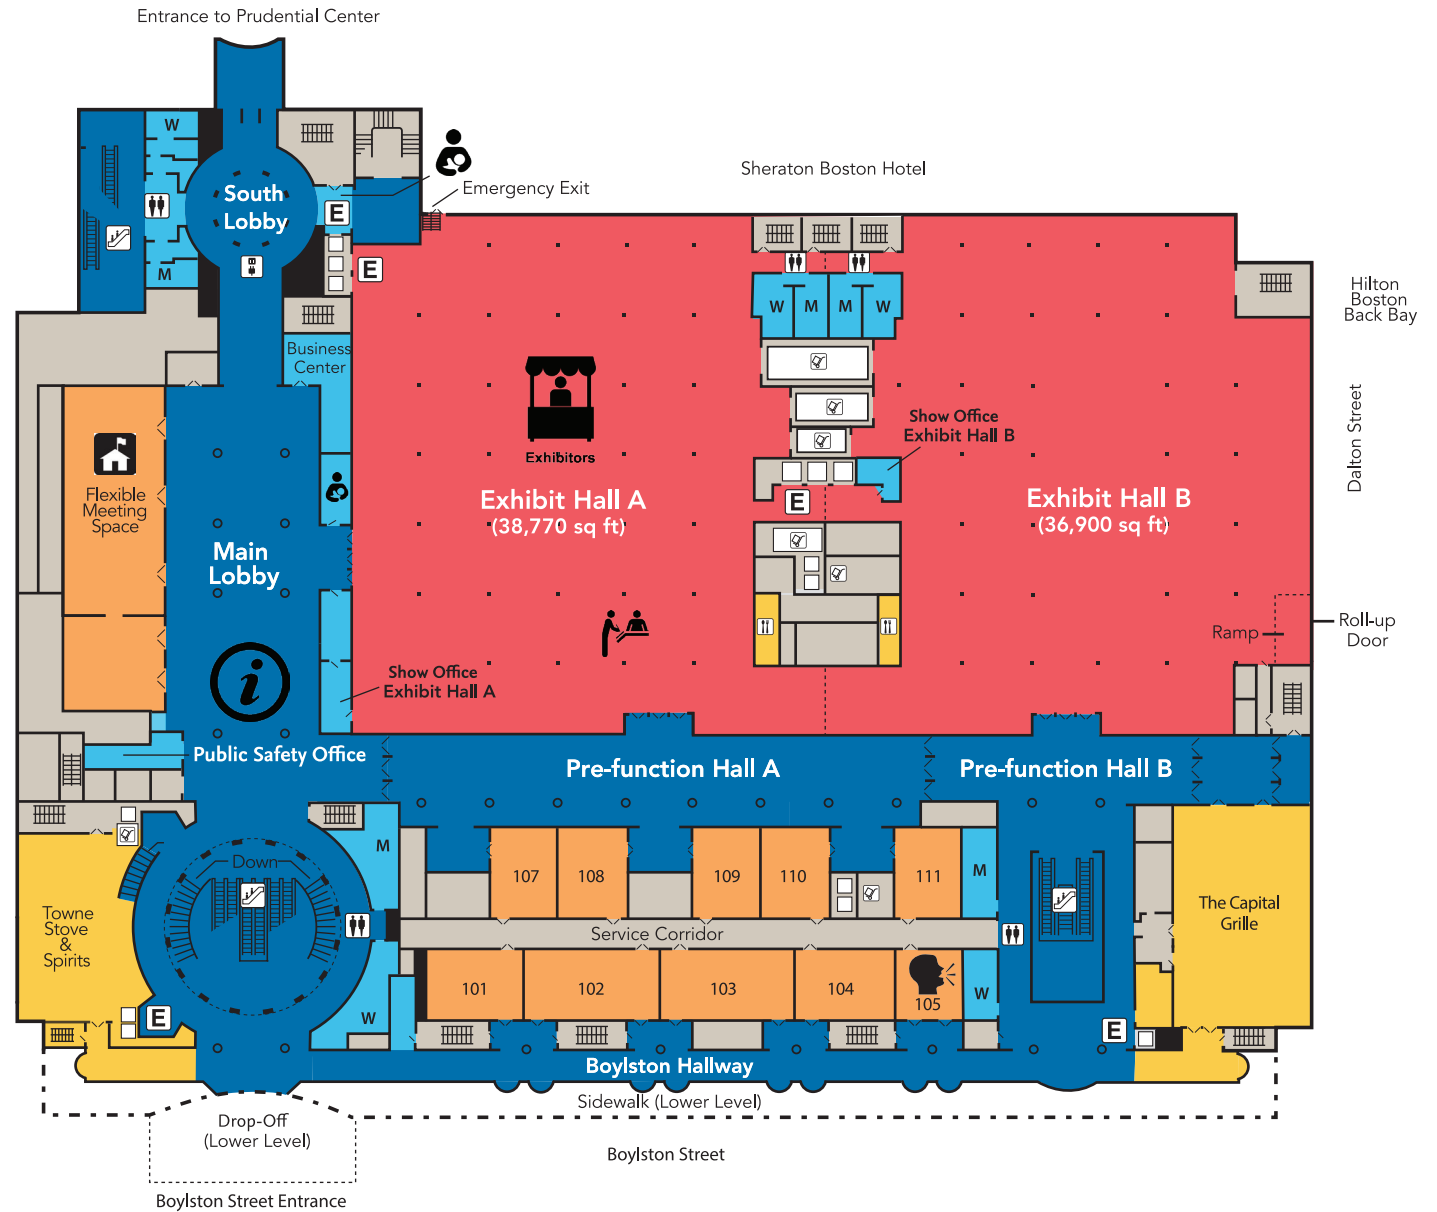 Entrance to Prudential Center
W
South
Lobby
E
M
Emergency Exit
Sheraton Boston Hotel
E
Hilton
Boston
Back Bay
W M M W
Business
Center
Dalton Street
Show Office
Exhibit Hall B
Exhibitors
Flexible
Meeting
Space
Exhibit Hall A
(38,770 sq ft)
E
Exhibit Hall B
(36,900 sq ft)
Main
Lobby
Ramp
Roll-up
Door
i
Show Office
Exhibit Hall A
Public Safety Office
Pre-function Hall A
Pre-function Hall B
M
Down
107
108
109
110
111
M
Towne
Stove
&
Spirits
The Capital
Grille
Service Corridor
101
102
103
104
105
W
W
E
E
Boylston Hallway
Sidewalk (Lower Level)
Drop-Off
(Lower Level)
Boylston Street
Boylston Street Entrance